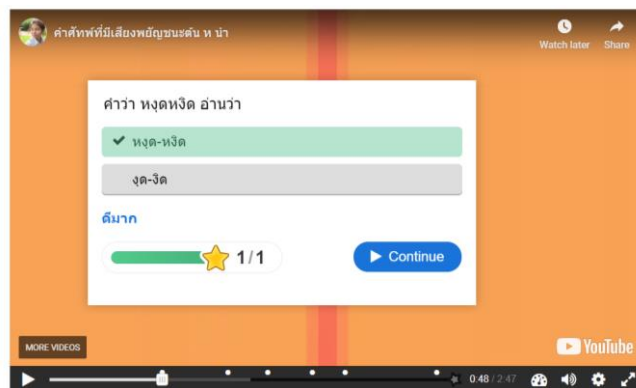 คำศัพท์ที่มีเสียงพยัญชนะต้น ห นำ
Watch later
Share
คำว่า หงุดหงิด อ่านว่า
หงุด-หงิด
งุด-งิด
ดีมาก
1/1
Continue
MORE VIDEOS
YouTube
0:48 / 2:47